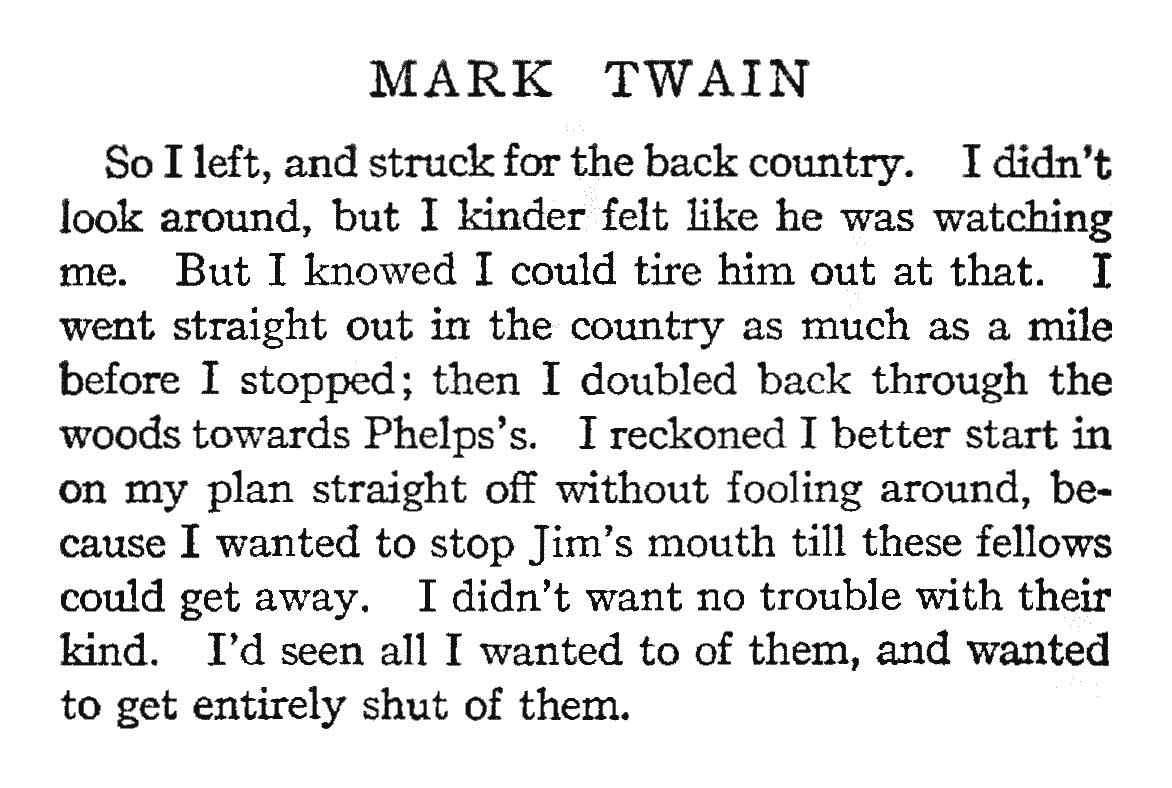 MARK TWAIN
So I left, and struck for the back country. I didn't
look around, but I kinder felt like he was watching
me. But I knowed I could tire him out at that. I
went straight out in the country as much as a mile
before I stopped; then I doubled back through the
woods towards Phelps's. I reckoned I better start in
on my plan straight off without fooling around, be-
cause I wanted to stop Jim's mouth till these fellows
could get away. I didn't want no trouble with their
kind. I'd seen all I wanted to of them, and wanted
to get entirely shut of them.